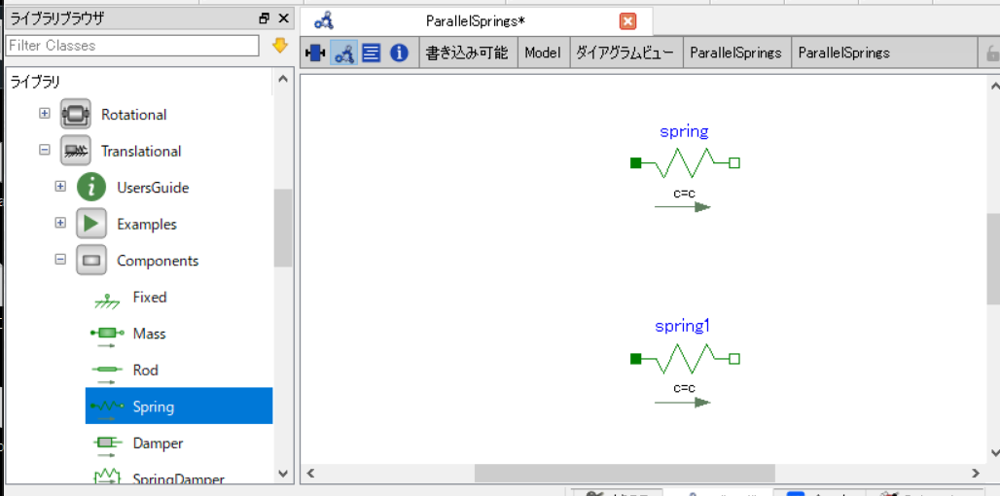 ライブラリブラウザ
ParallelSprings*
Filter Classes
書き込み可能
Model
ダイアグラムビュー
ParallelSprings
ParallelSprings
ライブラリ
Rotational
Translational
UsersGuide
Examples
Components
Fixed
Mass
Rod
Spring
Damper
SpringDamper
spring
c=c
spring1
c=c